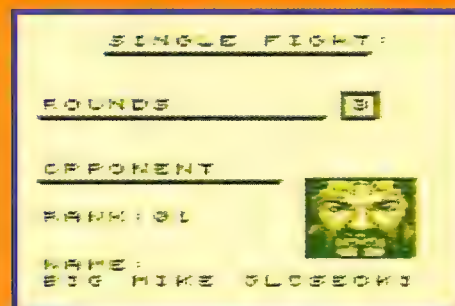 SINGLE FIGHT:
ROUNDS 3
OPPONENT
RANK:
NAME:
BIG MIKE